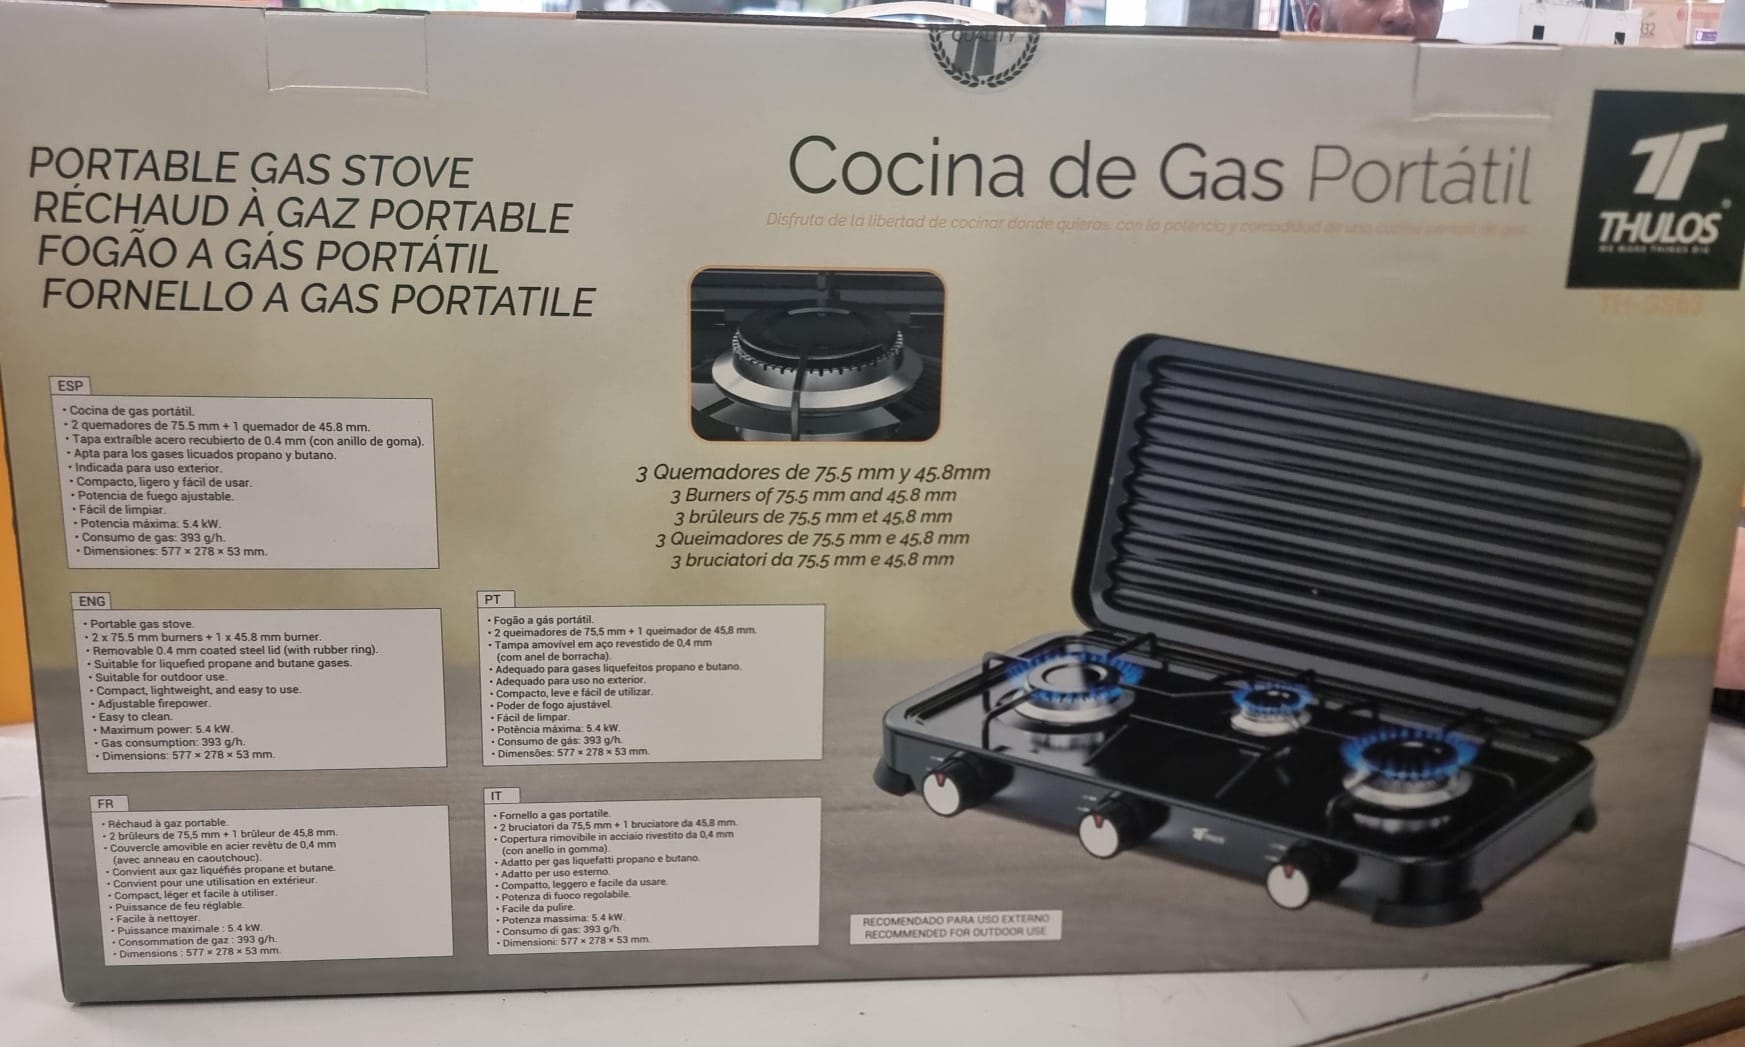 QUALITY
PORTABLE GAS STOVE
RÉCHAUD À GAZ PORTABLE
FOGÃO A GÁS PORTÁTIL
FORNELLO A GAS PORTATILE
Cocina de Gas Portátil
Disfruta de la libertad de cocinar donde quieras, con la potencia y comodidad de una cocina portátil de gas.
THULOS®
WE MAKE THINGS BIG
3 Quemadores de 75.5 mm y 45.8mm
3 Burners of 75.5 mm and 45.8 mm
3 brûleurs de 75,5 mm et 45,8 mm
3 Queimadores de 75.5 mm e 45.8 mm
3 bruciatori da 75,5 mm e 45,8 mm
ESP
• Cocina de gas portátil.
• 2 quemadores de 75.5 mm + 1 quemador de 45.8 mm.
• Tapa extraíble acero recubierto de 0.4 mm (con anillo de goma).
• Apta para los gases licuados propano y butano.
• Indicada para uso exterior.
• Compacto, ligero y fácil de usar.
• Potencia de fuego ajustable.
• Fácil de limpiar.
• Potencia máxima: 5.4 kW.
• Consumo de gas: 393 g/h.
• Dimensiones: 577 × 278 × 53 mm.
ENG
• Portable gas stove.
• 2 x 75.5 mm burners + 1 x 45.8 mm burner.
• Removable 0.4 mm coated steel lid (with rubber ring).
• Suitable for liquefied propane and butane gases.
• Suitable for outdoor use.
• Compact, lightweight, and easy to use.
• Adjustable firepower.
• Easy to clean.
• Maximum power: 5.4 kW.
• Gas consumption: 393 g/h.
• Dimensions: 577 × 278 × 53 mm.
FR
• Réchaud à gaz portable.
• 2 brûleurs de 75,5 mm + 1 brûleur de 45,8 mm.
• Couvercle amovible en acier revêtu de 0,4 mm
(avec anneau en caoutchouc).
• Convient aux gaz liquéfiés propane et butane.
• Convient pour une utilisation en extérieur.
• Compact, léger et facile à utiliser.
• Puissance de feu réglable.
• Facile à nettoyer.
• Puissance maximale : 5.4 kW.
• Consommation de gaz : 393 g/h.
• Dimensions : 577 × 278 × 53 mm.
PT
• Fogão a gás portátil.
• 2 queimadores de 75,5 mm + 1 queimador de 45,8 mm.
• Tampa amovível em aço revestido de 0,4 mm
(com anel de borracha).
• Adequado para gases liquefeitos propano e butano.
• Adequado para uso no exterior.
• Compacto, leve e fácil de utilizar.
• Poder de fogo ajustável.
• Fácil de limpar.
• Potência máxima: 5.4 kW.
• Consumo de gás: 393 g/h.
• Dimensões: 577 × 278 × 53 mm.
IT
• Fornello a gas portatile.
• 2 bruciatori da 75,5 mm + 1 bruciatore da 45,8 mm.
• Copertura rimovibile in acciaio rivestito da 0,4 mm
(con anello in gomma).
• Adatto per gas liquefatti propano e butano.
• Adatto per uso esterno.
• Compatto, leggero e facile da usare.
• Potenza di fuoco regolabile.
• Facile da pulire.
• Potenza massima: 5.4 kW.
• Consumo di gas: 393 g/h.
• Dimensioni: 577 × 278 × 53 mm.
RECOMENDADO PARA USO EXTERNO
RECOMMENDED FOR OUTDOOR USE